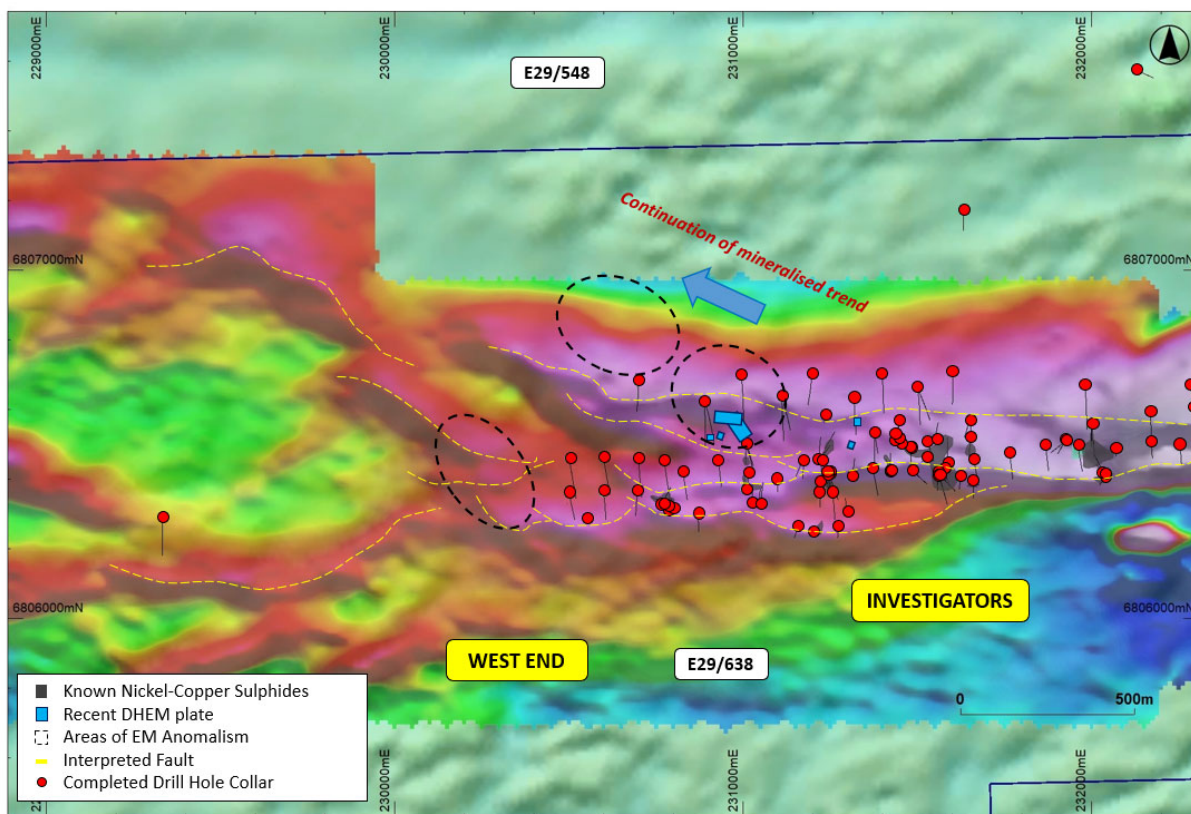 229000mE
230000mE
231000mE
232000mE
E29/548
Continuation of mineralised trend
6807000mN
6807000mN
6806000mN
6806000mN
INVESTIGATORS
WEST END
E29/638
0
500m
Known Nickel-Copper Sulphides
Recent DHEM plate
Areas of EM Anomalism
Interpreted Fault
Completed Drill Hole Collar
230000mE
231000mE
232000mE